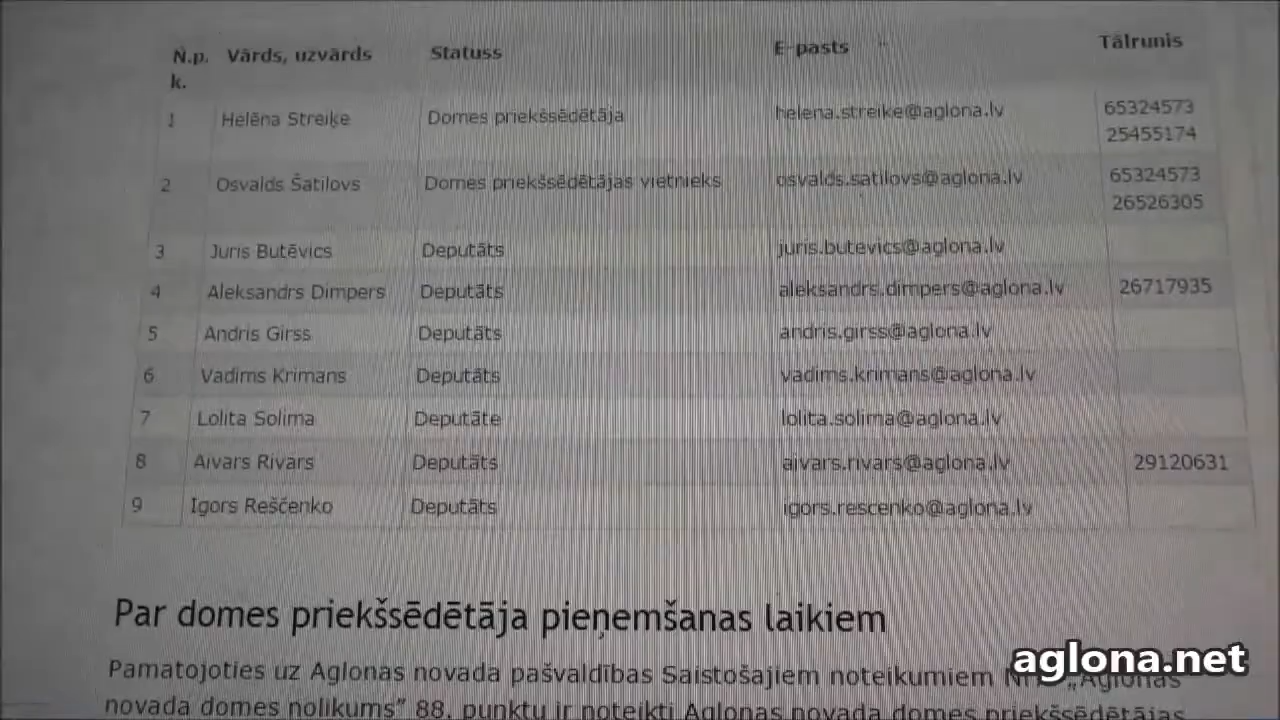 N.p. Vārds, uzvārds Statuss E-pasts Tālrunis
k.
1 Helēna Streiķe Domes priekšsēdētāja helena.streike@aglona.lv 65324573
25455174
2 Osvalds Šatilovs Domes priekšsēdētājas vietnieks osvalds.satilovs@aglona.lv 65324573
26526305
3 Juris Butēvics Deputāts juris.butevics@aglona.lv
4 Aleksandrs Dimpers Deputāts aleksandrs.dimpers@aglona.lv 26717935
5 Andris Girss Deputāts andris.girss@aglona.lv
6 Vadims Krimans Deputāts vadims.krimans@aglona.lv
7 Lolita Solima Deputāte lolita.solima@aglona.lv
8 Aivars Rivars Deputāts aivars.rivars@aglona.lv 29120631
9 Igors Reščenko Deputāts igors.rescenko@aglona.lv
Par domes priekšsēdētāja pieņemšanas laikiem
aglona.net
Pamatojoties uz Aglonas novada pašvaldības Saistošajiem noteikumiem „Aglonas
novada domes nolikums” 88. punktu ir noteikti Aglonas novada domes priekšsēdētājas